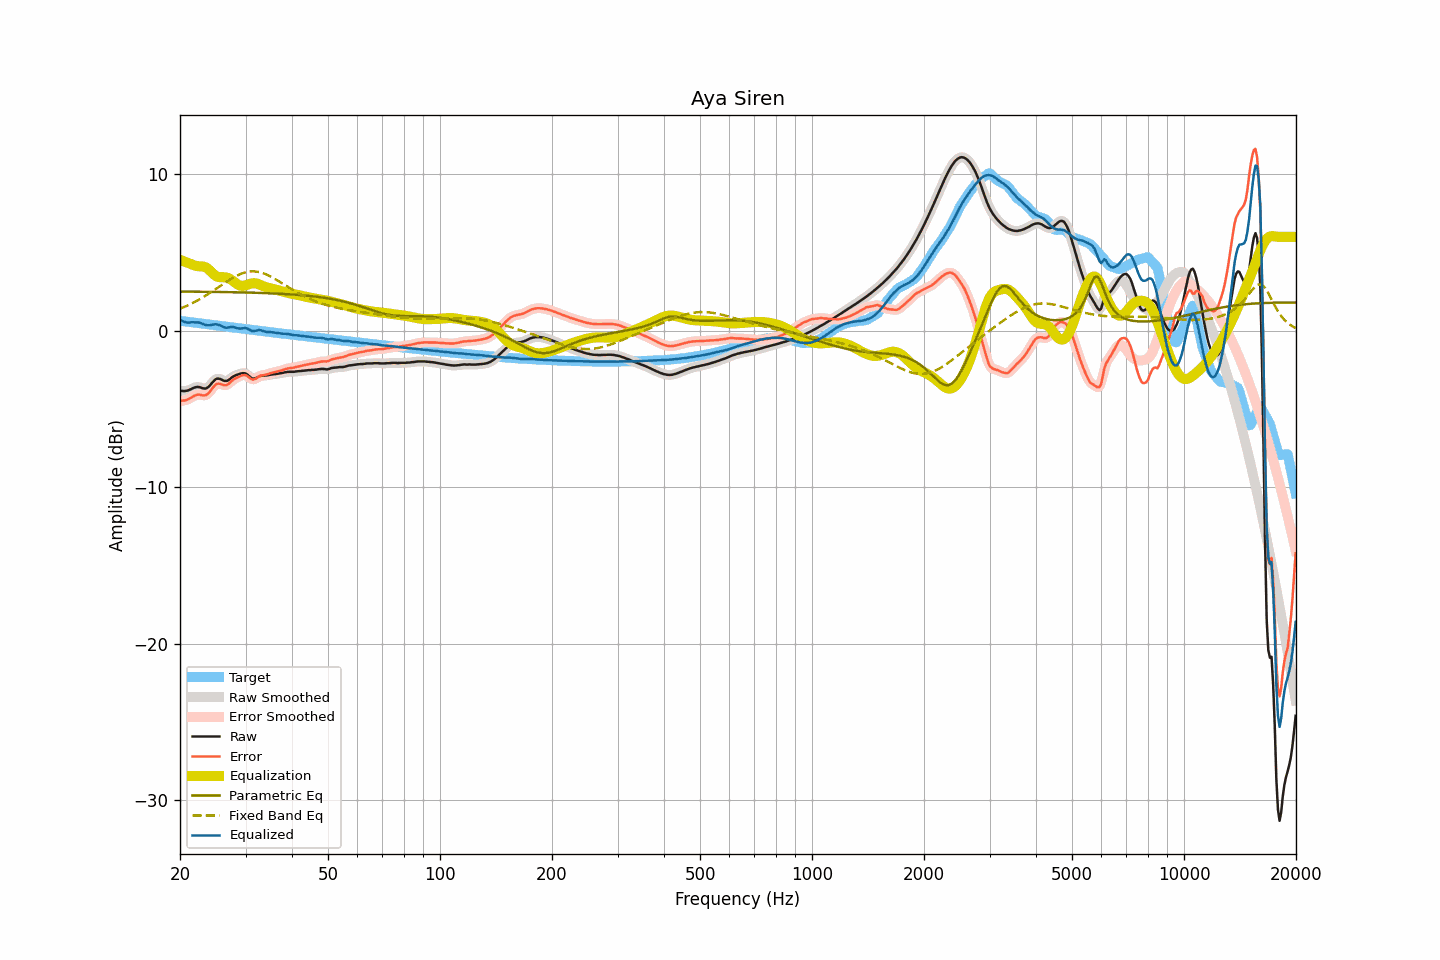 Aya Siren
10
0
−10
−20
−30
Amplitude (dBr)
Target
Raw Smoothed
Error Smoothed
Raw
Error
Equalization
Parametric Eq
Fixed Band Eq
Equalized
20 50 100 200 500 1000 2000 5000 10000 20000
Frequency (Hz)